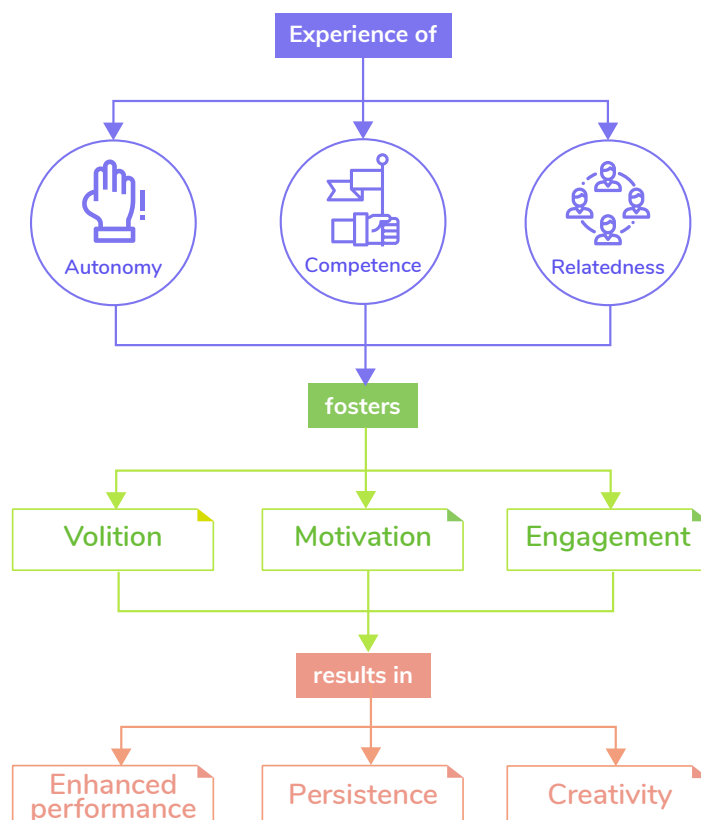 Experience of
Autonomy
Competence
Relatedness
fosters
Volition
Motivation
Engagement
results in
Enhanced
performance
Persistence
Creativity